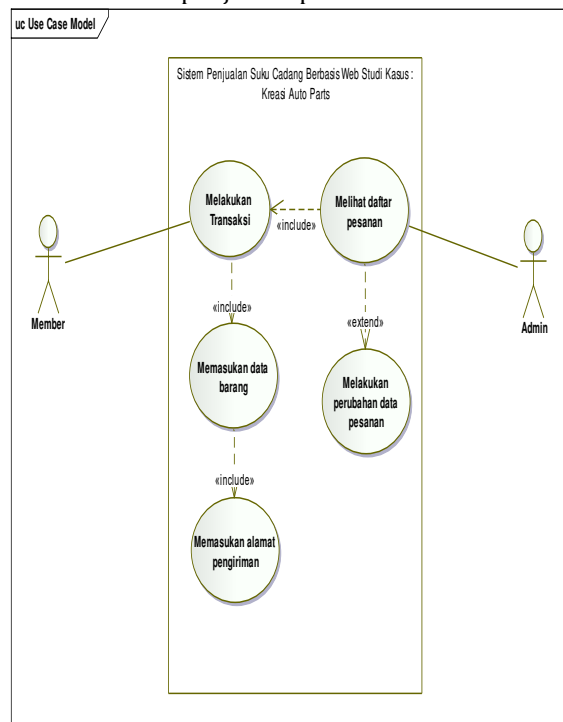 uc Use Case Model
Sistem Penjualan Suku Cadang Berbasis Web Studi Kasus :
Kreasi Auto Parts
Melakukan
Transaksi
Melihat daftar
pesanan
«include»
Member
Admin
«include»
«extend»
Memasukan data
barang
Melakukan
perubahan data
pesanan
«include»
Memasukan alamat
pengiriman